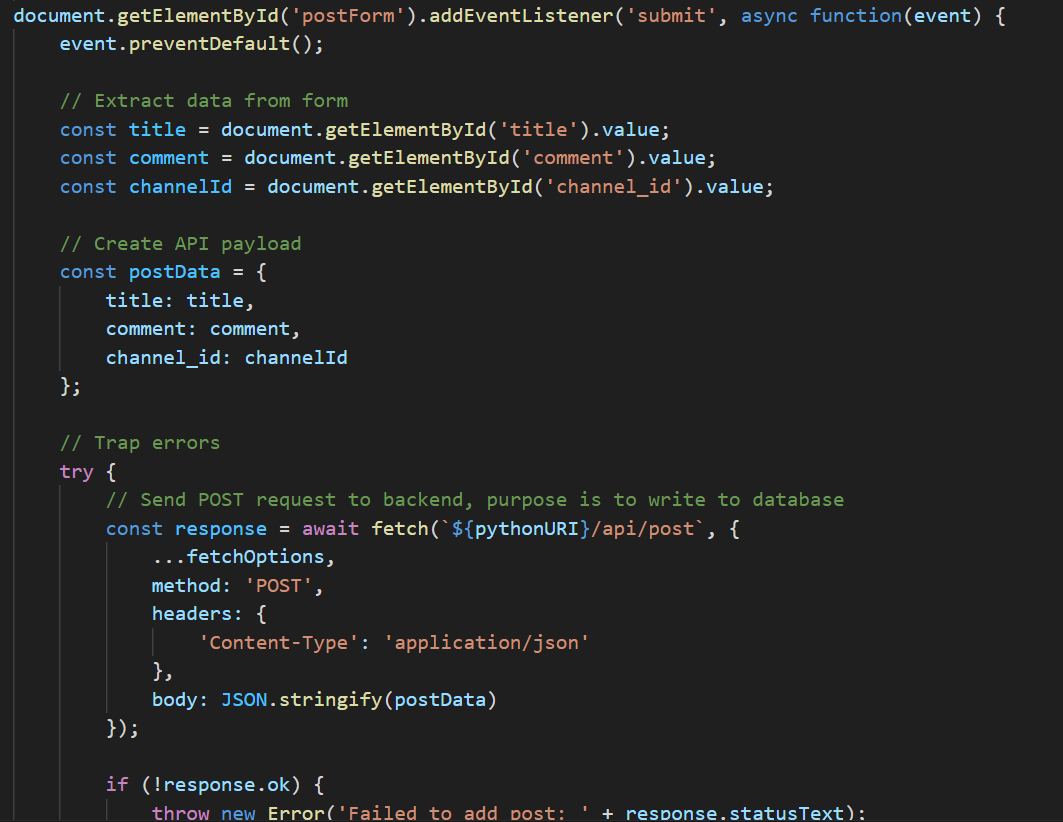 document.getElementById('postForm').addEventListener('submit', async function(event) {
    event.preventDefault();

    // Extract data from form
    const title = document.getElementById('title').value;
    const comment = document.getElementById('comment').value;
    const channelId = document.getElementById('channel_id').value;

    // Create API payload
    const postData = {
        title: title,
        comment: comment,
        channel_id: channelId
    };

    // Trap errors
    try {
        // Send POST request to backend, purpose is to write to database
        const response = await fetch(`${pythonURI}/api/post`, {
            ...fetchOptions,
            method: 'POST',
            headers: {
                'Content-Type': 'application/json'
            },
            body: JSON.stringify(postData)
        });

        if (!response.ok) {
            throw new Error('Failed to add post: ' + response.statusText);